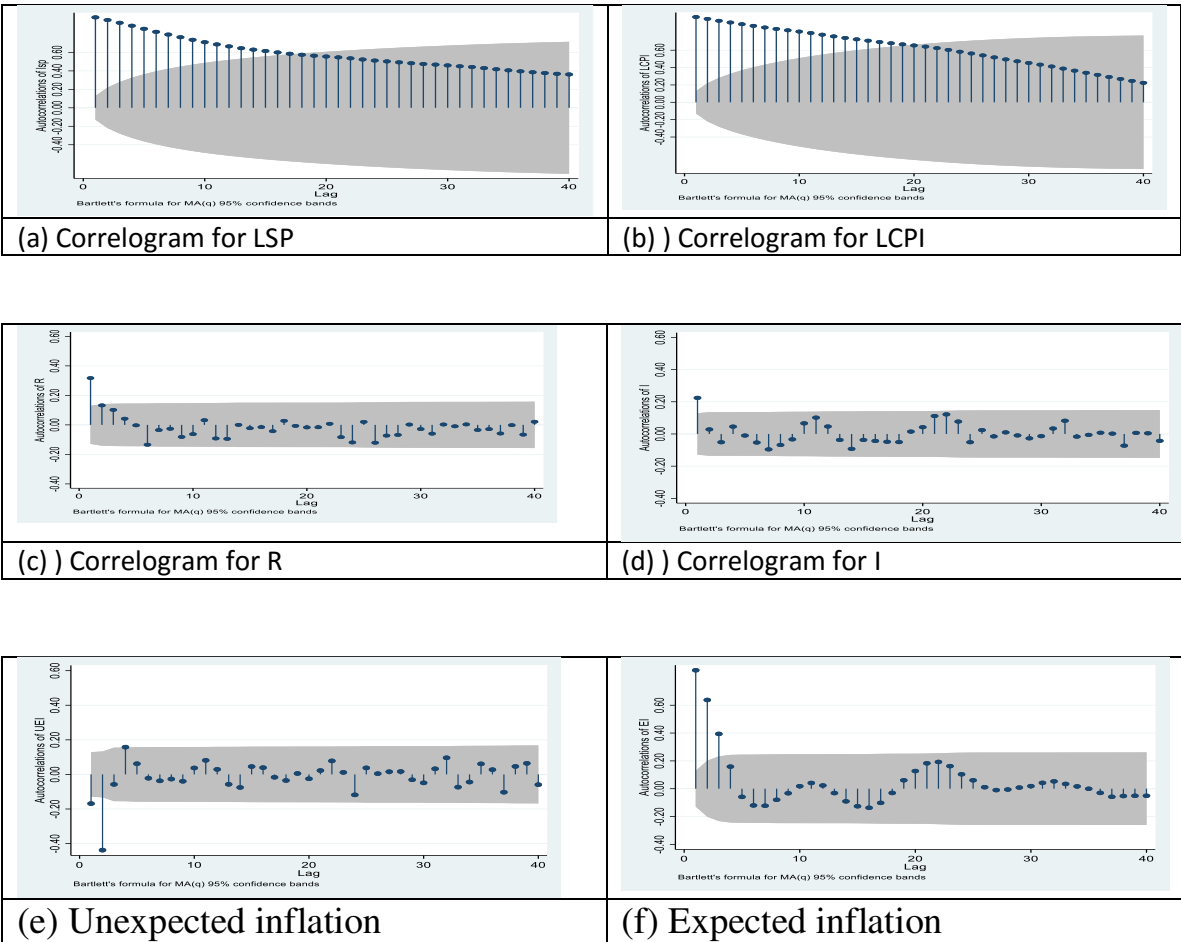 Autocorrelations of lsp
-0.40 -0.20 0.00 0.20 0.40 0.60
0 10 20 30 40
Lag
Bartlett's formula for MA(q) 95% confidence bands
(a) Correlogram for LSP
Autocorrelations of LCPI
-0.40 -0.20 0.00 0.20 0.40 0.60
0 10 20 30 40
Lag
Bartlett's formula for MA(q) 95% confidence bands
(b) ) Correlogram for LCPI
Autocorrelations of R
-0.40 -0.20 0.00 0.20 0.40 0.60
0 10 20 30 40
Lag
Bartlett's formula for MA(q) 95% confidence bands
(c) ) Correlogram for R
Autocorrelations of I
-0.40 -0.20 0.00 0.20 0.40 0.60
0 10 20 30 40
Lag
Bartlett's formula for MA(q) 95% confidence bands
(d) ) Correlogram for I
Autocorrelations of UEI
-0.40 -0.20 0.00 0.20 0.40 0.60
0 10 20 30 40
Lag
Bartlett's formula for MA(q) 95% confidence bands
(e) Unexpected inflation
Autocorrelations of EI
-0.40 -0.20 0.00 0.20 0.40 0.60
0 10 20 30 40
Lag
Bartlett's formula for MA(q) 95% confidence bands
(f) Expected inflation